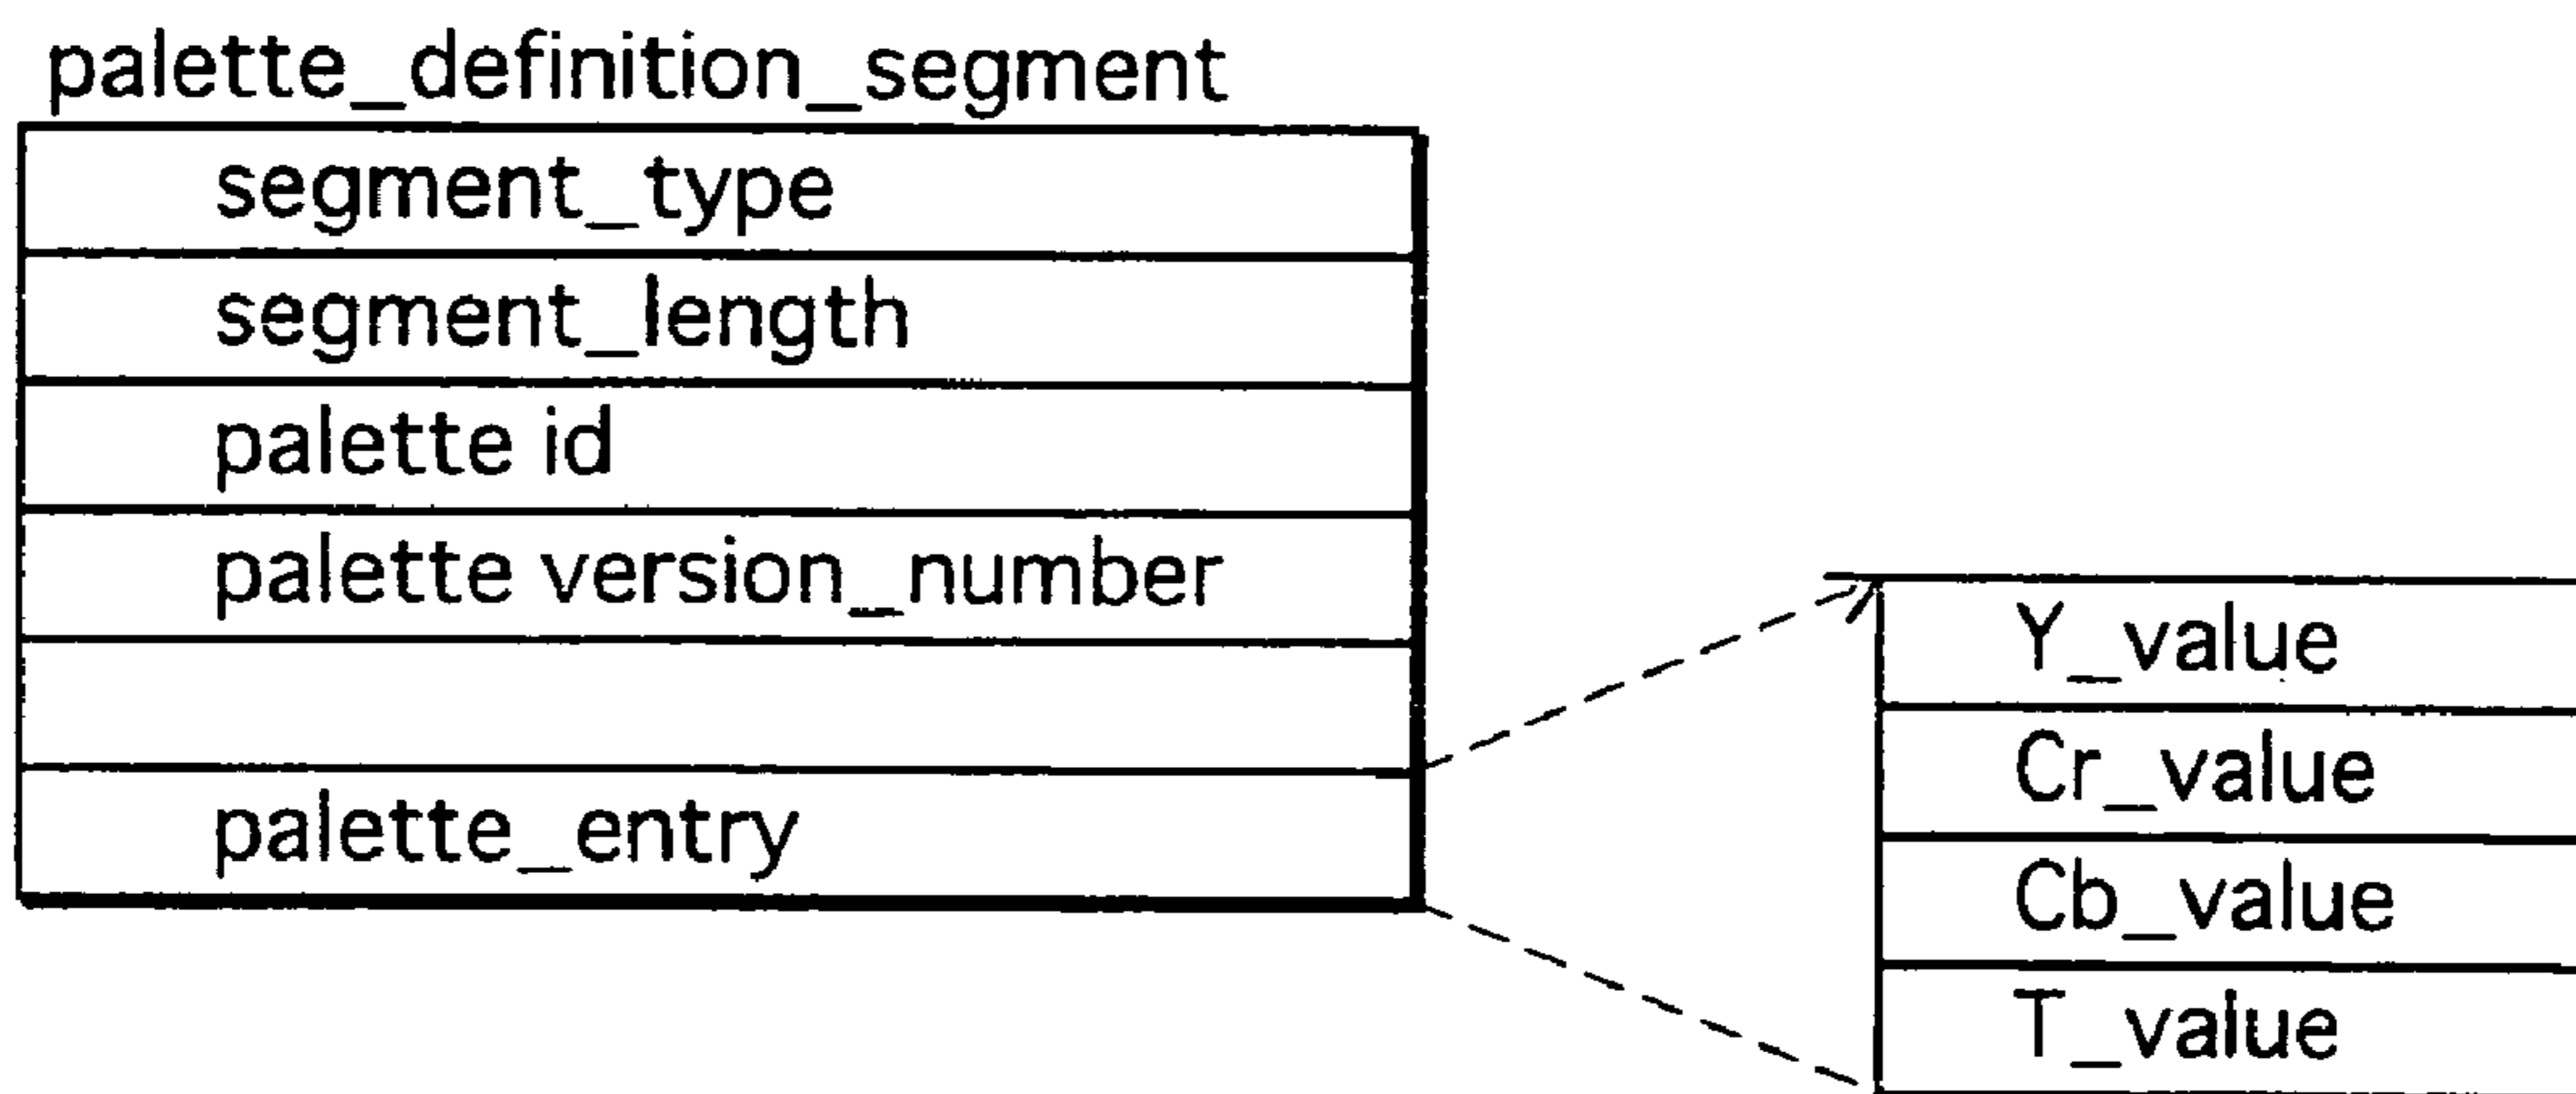 palette_definition_segment
segment_type
segment_length
palette id
palette version_number
palette_entry
Y_value
Cr_value
Cb_value
T_value